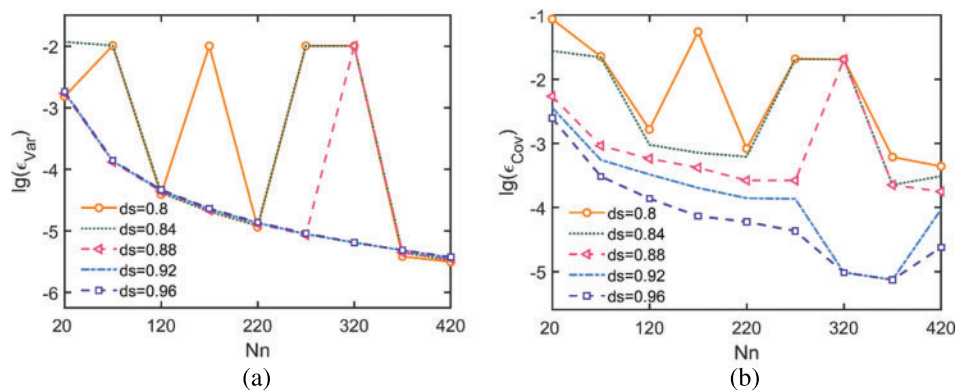 (a)
lg(ϵVar)
-2
-3
-4
-5
-6
ds=0.8
ds=0.84
ds=0.88
ds=0.92
ds=0.96
20 120 220 320 420
Nn
(a)
(b)
lg(ϵCov)
-1
-2
-3
-4
-5
ds=0.8
ds=0.84
ds=0.88
ds=0.92
ds=0.96
20 120 220 320 420
Nn
(b)